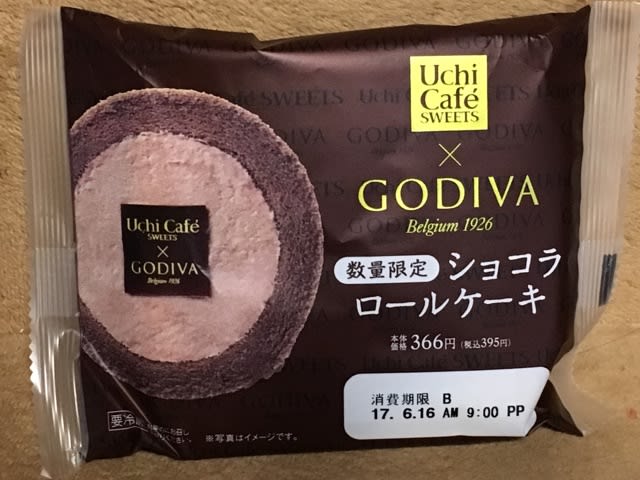 Uchi
Café
SWEETS
×
GODIVA
Belgium 1926
数量限定 ショコラ
ロールケーキ
本体価格 366円 (税込395円)
消費期限 B
17. 6.16 AM 9:00 PP
Uchi Café
SWEETS
×
GODIVA
Belgium 1926
要冷
※写真はイメージです。